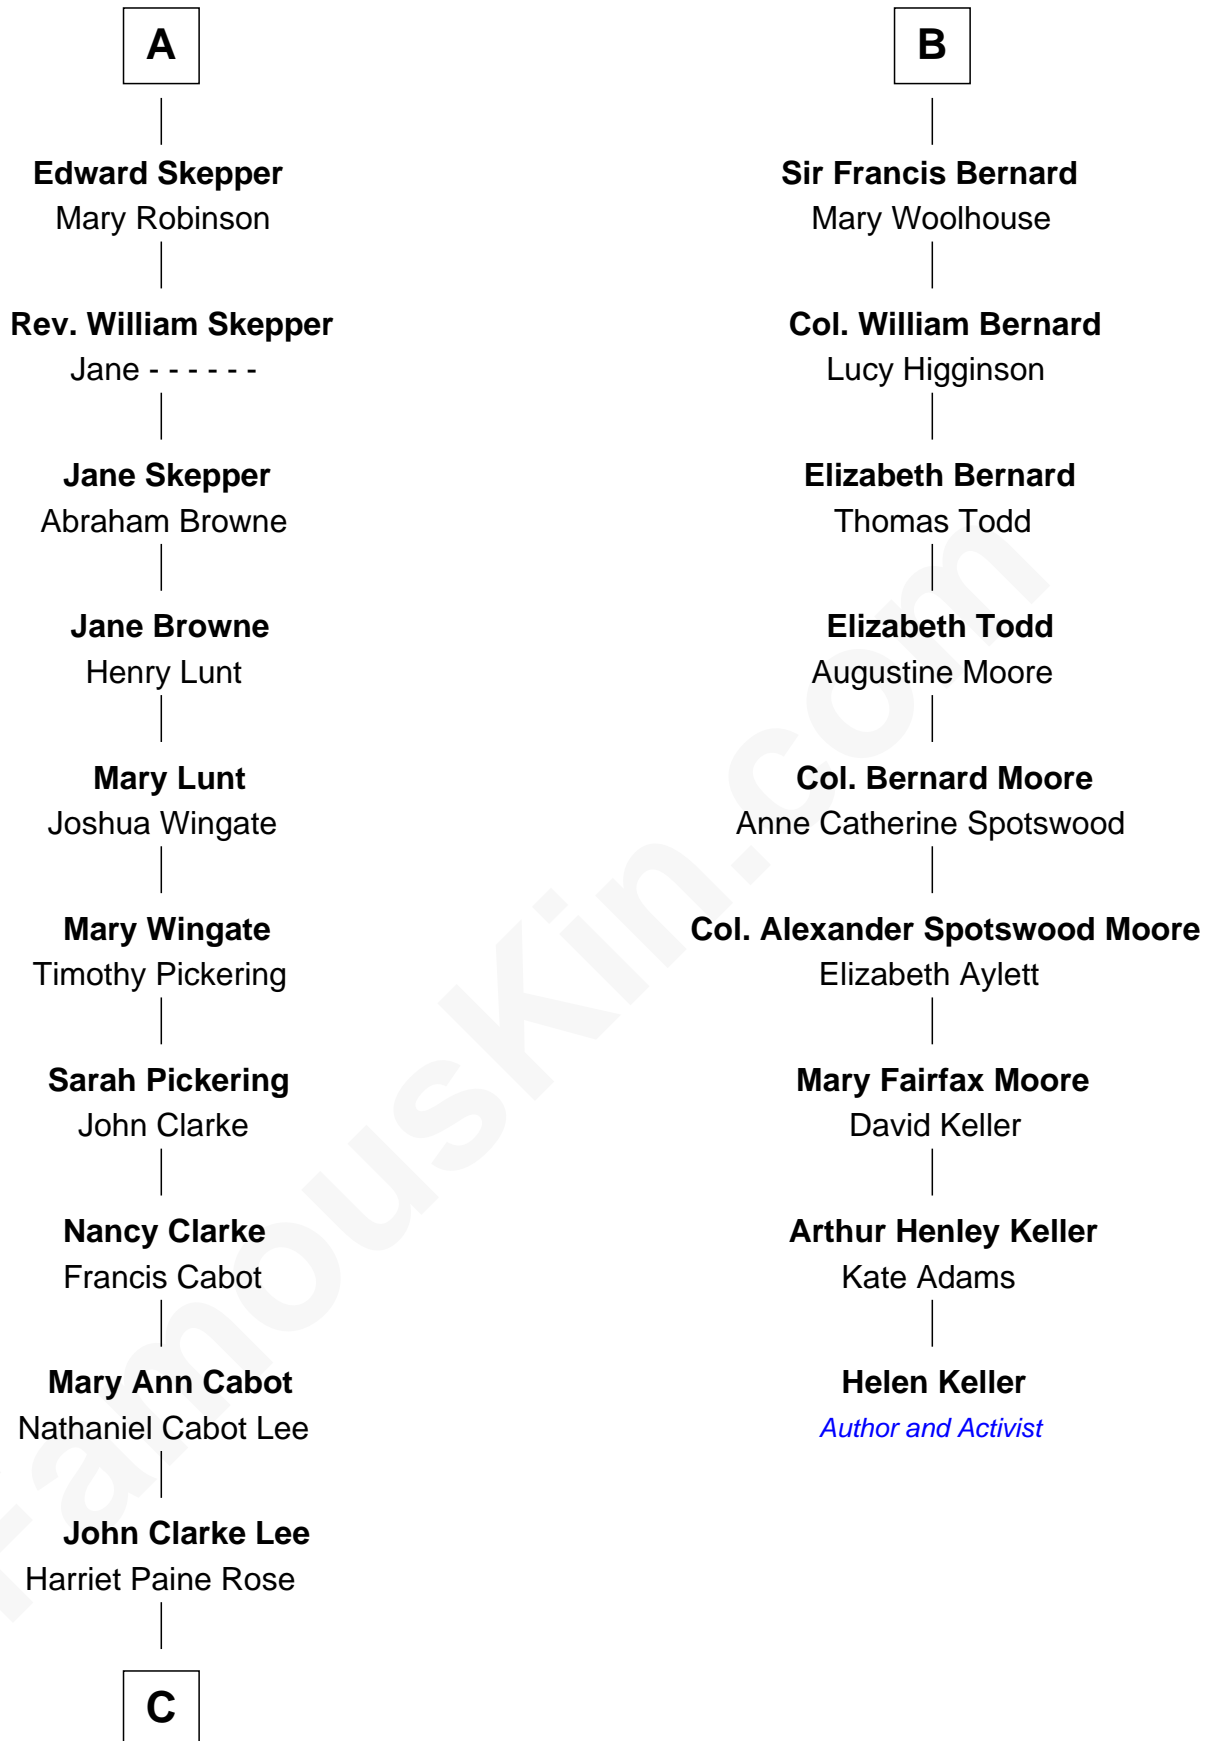 A
Edward Skepper
Mary Robinson
Rev. William Skepper
Jane - - - - - -
Jane Skepper
Abraham Browne
Jane Browne
Henry Lunt
Mary Lunt
Joshua Wingate
Mary Wingate
Timothy Pickering
Sarah Pickering
John Clarke
Nancy Clarke
Francis Cabot
Mary Ann Cabot
Nathaniel Cabot Lee
John Clarke Lee
Harriet Paine Rose
C
B
Sir Francis Bernard
Mary Woolhouse
Col. William Bernard
Lucy Higginson
Elizabeth Bernard
Thomas Todd
Elizabeth Todd
Augustine Moore
Col. Bernard Moore
Anne Catherine Spotswood
Col. Alexander Spotswood Moore
Elizabeth Aylett
Mary Fairfax Moore
David Keller
Arthur Henley Keller
Kate Adams
Helen Keller
Author and Activist
FamousKin.com